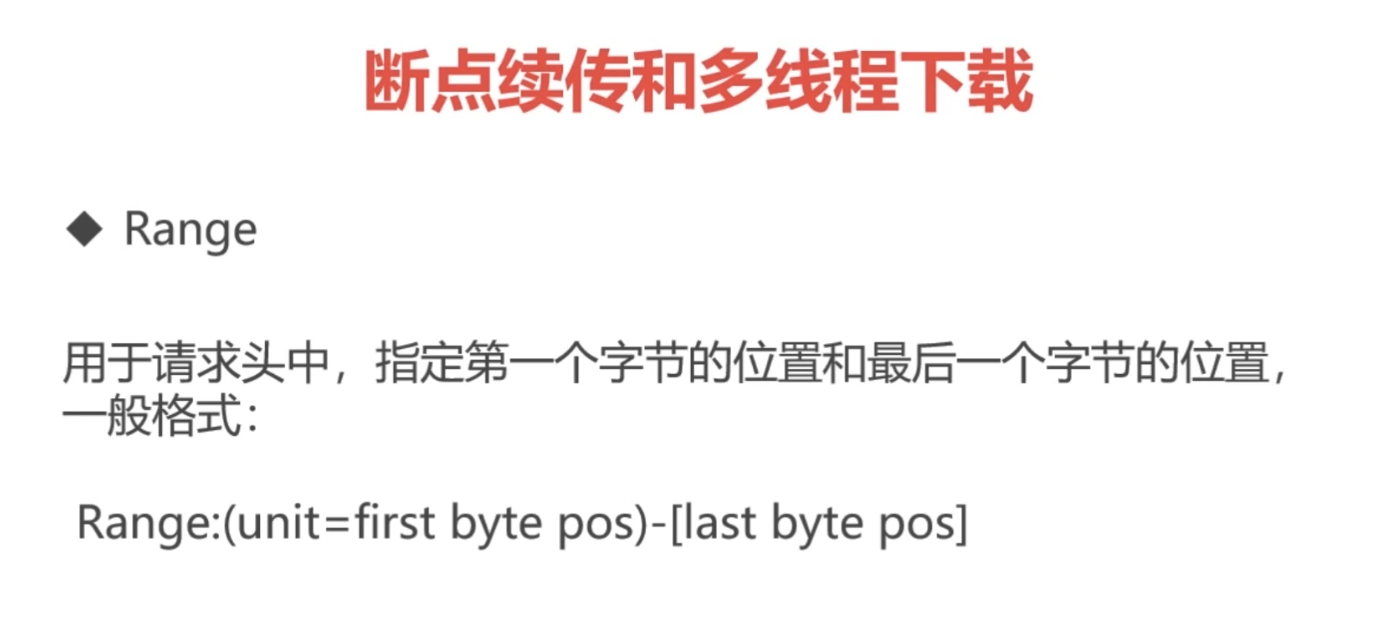 断点续传和多线程下载
◆ Range
用于请求头中，指定第一个字节的位置和最后一个字节的位置，
一般格式：
Range:(unit=first byte pos)-[last byte pos]